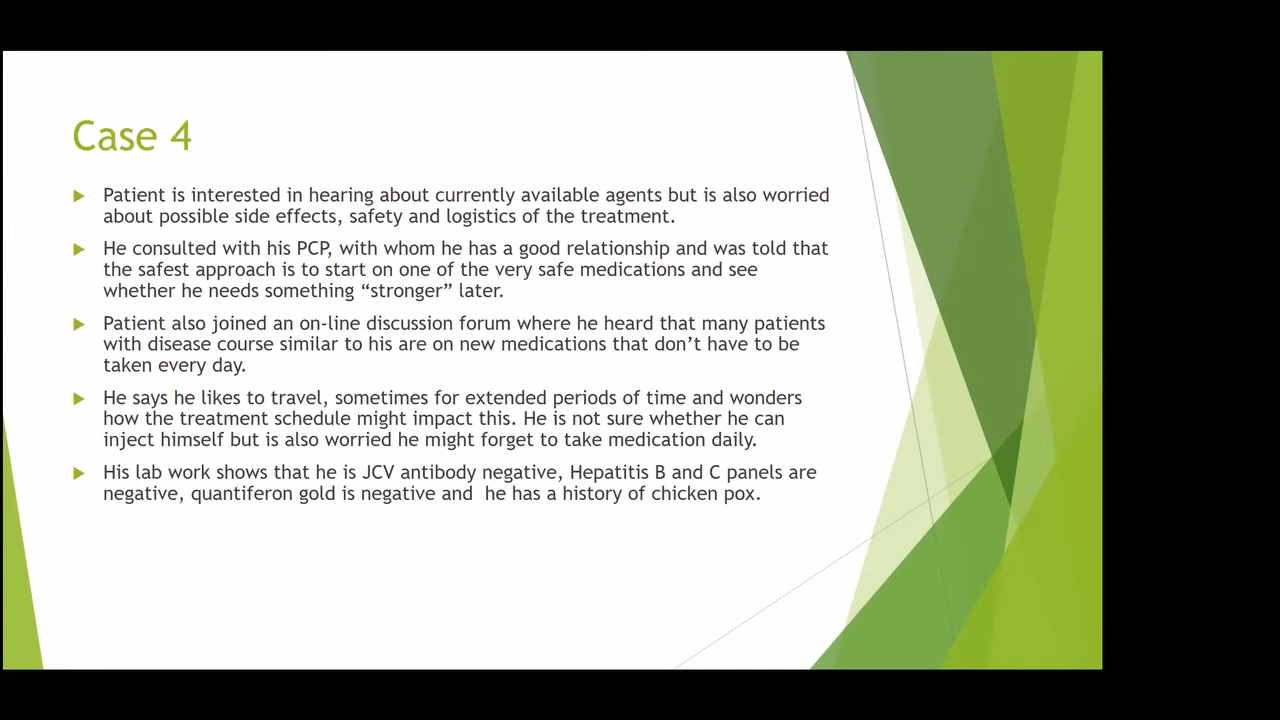 Case 4
Patient is interested in hearing about currently available agents but is also worried
about possible side effects, safety and logistics of the treatment.
He consulted with his PCP, with whom he has a good relationship and was told that
the safest approach is to start on one of the very safe medications and see
whether he needs something “stronger” later.
Patient also joined an on-line discussion forum where he heard that many patients
with disease course similar to his are on new medications that don’t have to be
taken every day.
He says he likes to travel, sometimes for extended periods of time and wonders
how the treatment schedule might impact this. He is not sure whether he can
inject himself but is also worried he might forget to take medication daily.
His lab work shows that he is JCV antibody negative, Hepatitis B and C panels are
negative, quantiferon gold is negative and  he has a history of chicken pox.